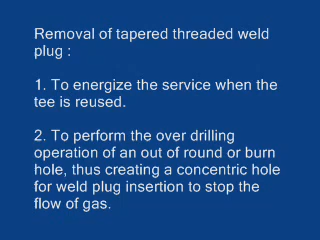 Removal of tapered threaded weld
plug :
1. To energize the service when the
tee is reused.
2. To perform the over drilling
operation of an out of round or burn
hole, thus creating a concentric hole
for weld plug insertion to stop the
flow of gas.